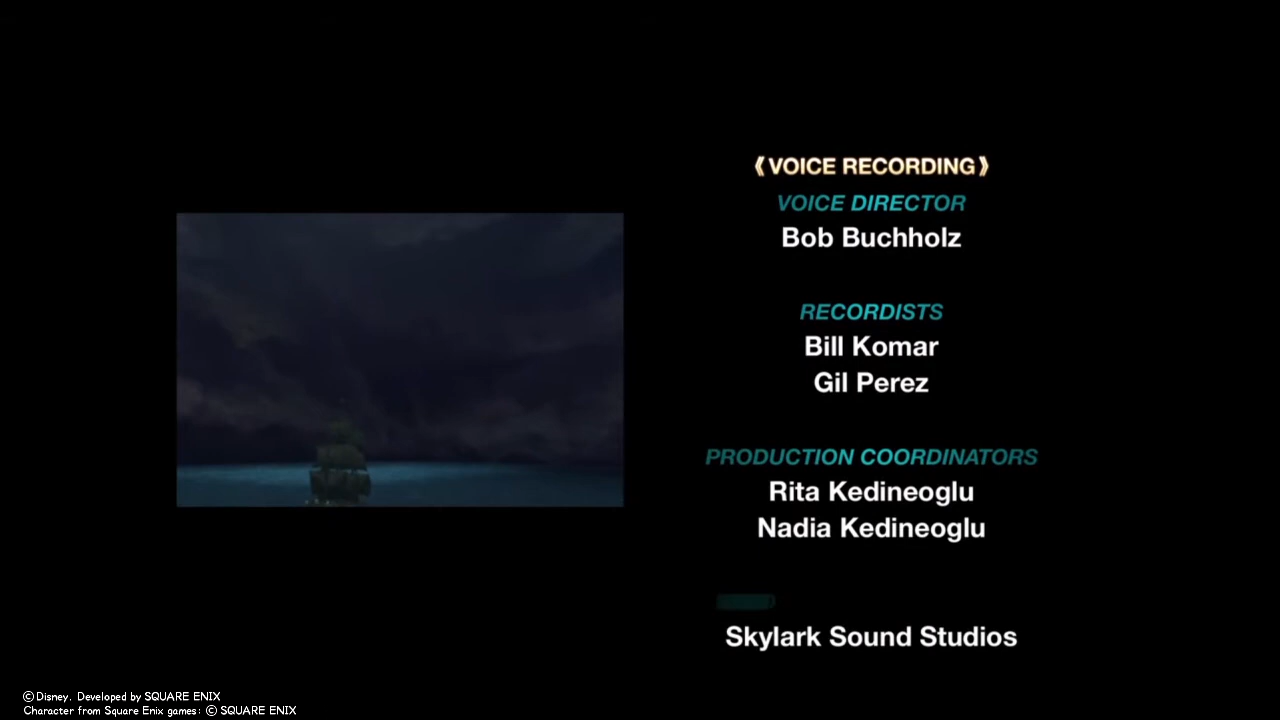 《VOICE RECORDING》
VOICE DIRECTOR
Bob Buchholz
RECORDISTS
Bill Komar
Gil Perez
PRODUCTION COORDINATORS
Rita Kedineoglu
Nadia Kedineoglu
Skylark Sound Studios
©Disney. Developed by SQUARE ENIX
Character from Square Enix games: © SQUARE ENIX